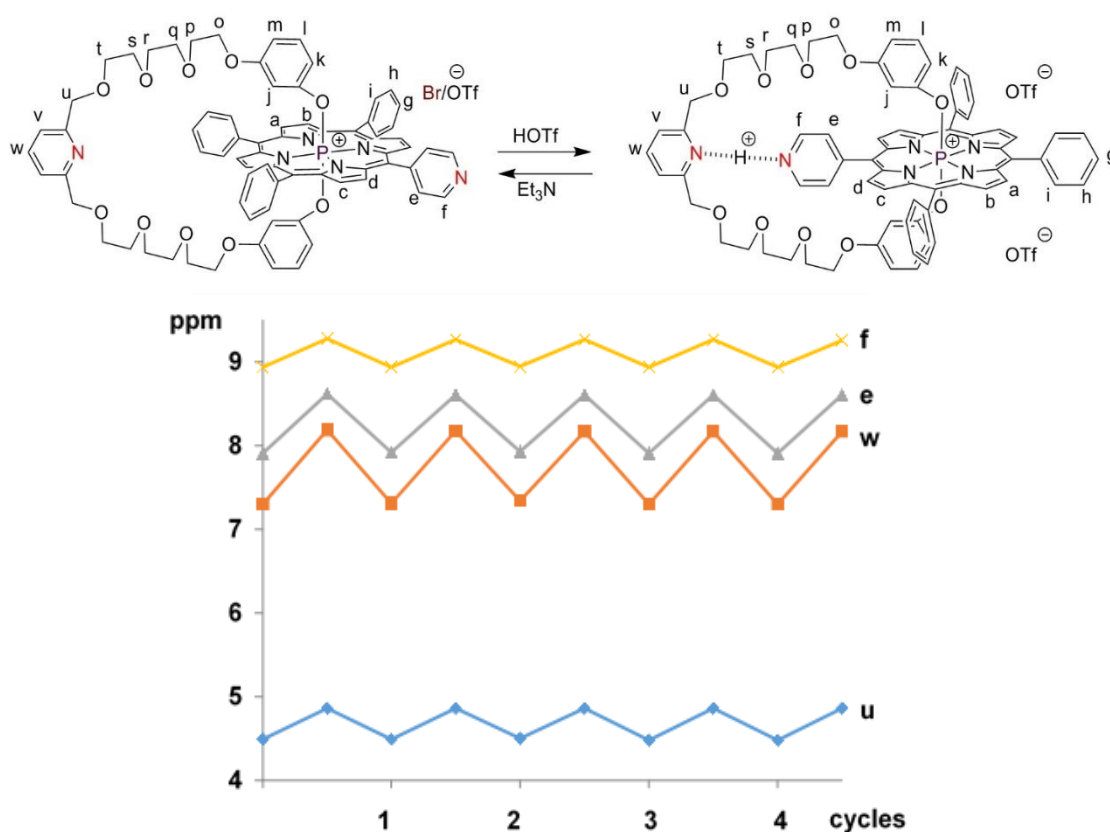 o
p
q
r
s
t
m
l
k
j
O O O O O
u
v
w
N
h
i
g
Br/OTf
⊖
a b
N N P N N
⊕
c d
e
f
N
O O O O O
HOTf
Et3N
o
p
q
r
s
t
m
l
k
j
O O O O O
OTf
⊖
u
v
w
f e
N H N
⊕
N N P N N
⊕
d c b a
g
h
i
O O O O O
OTf
⊖
ppm
9
8
7
6
5
4
f
e
w
u
1 2 3 4 cycles